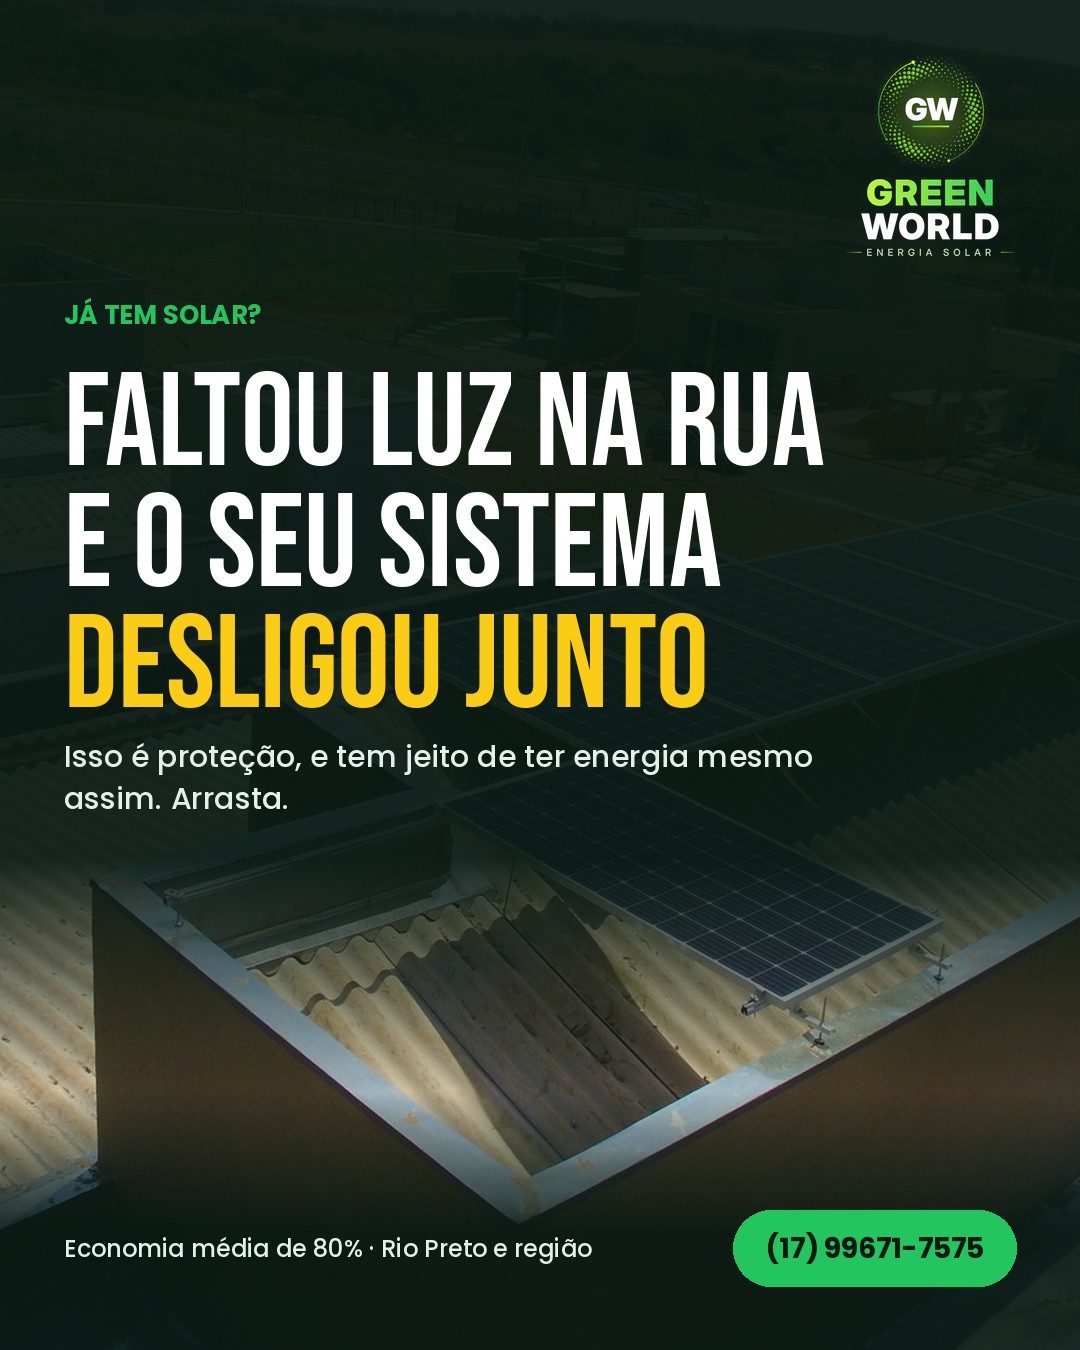 GW
GREEN
WORLD
ENERGIA SOLAR
JÁ TEM SOLAR?
FALTOU LUZ NA RUA
E O SEU SISTEMA
DESLIGOU JUNTO
Isso é proteção, e tem jeito de ter energia mesmo
assim. Arrasta.
Economia média de 80% · Rio Preto e região
(17) 99671-7575